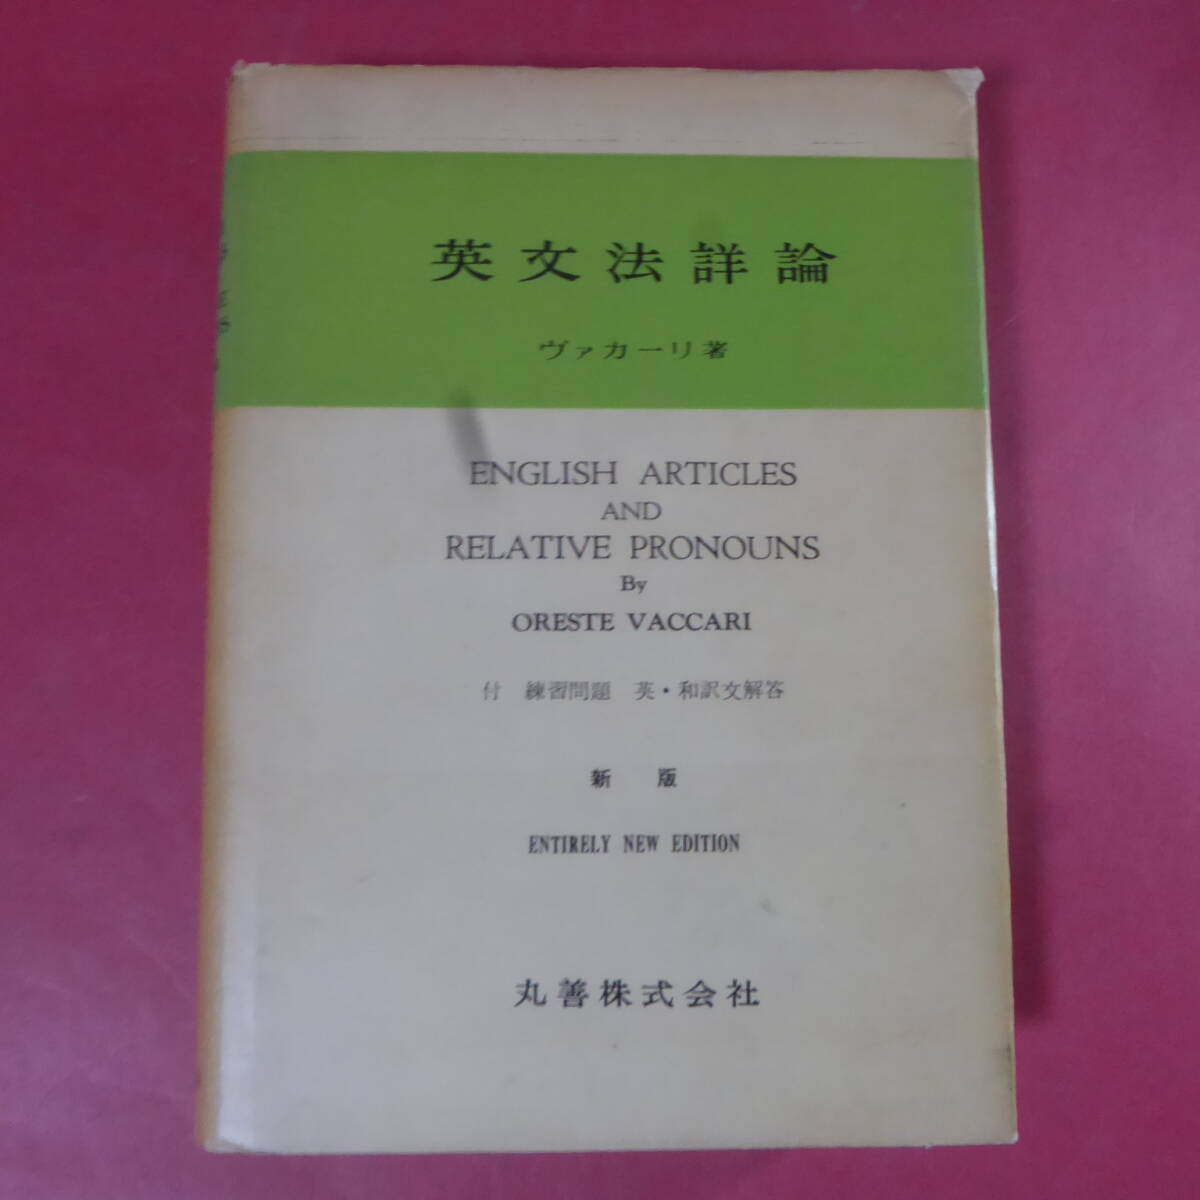 英文法詳論
ヴァカーリ著
ENGLISH ARTICLES
AND
RELATIVE PRONOUNS
By
ORESTE VACCARI
付 練習問題 英・和訳文解答
新版
ENTIRELY NEW EDITION
丸善株式会社